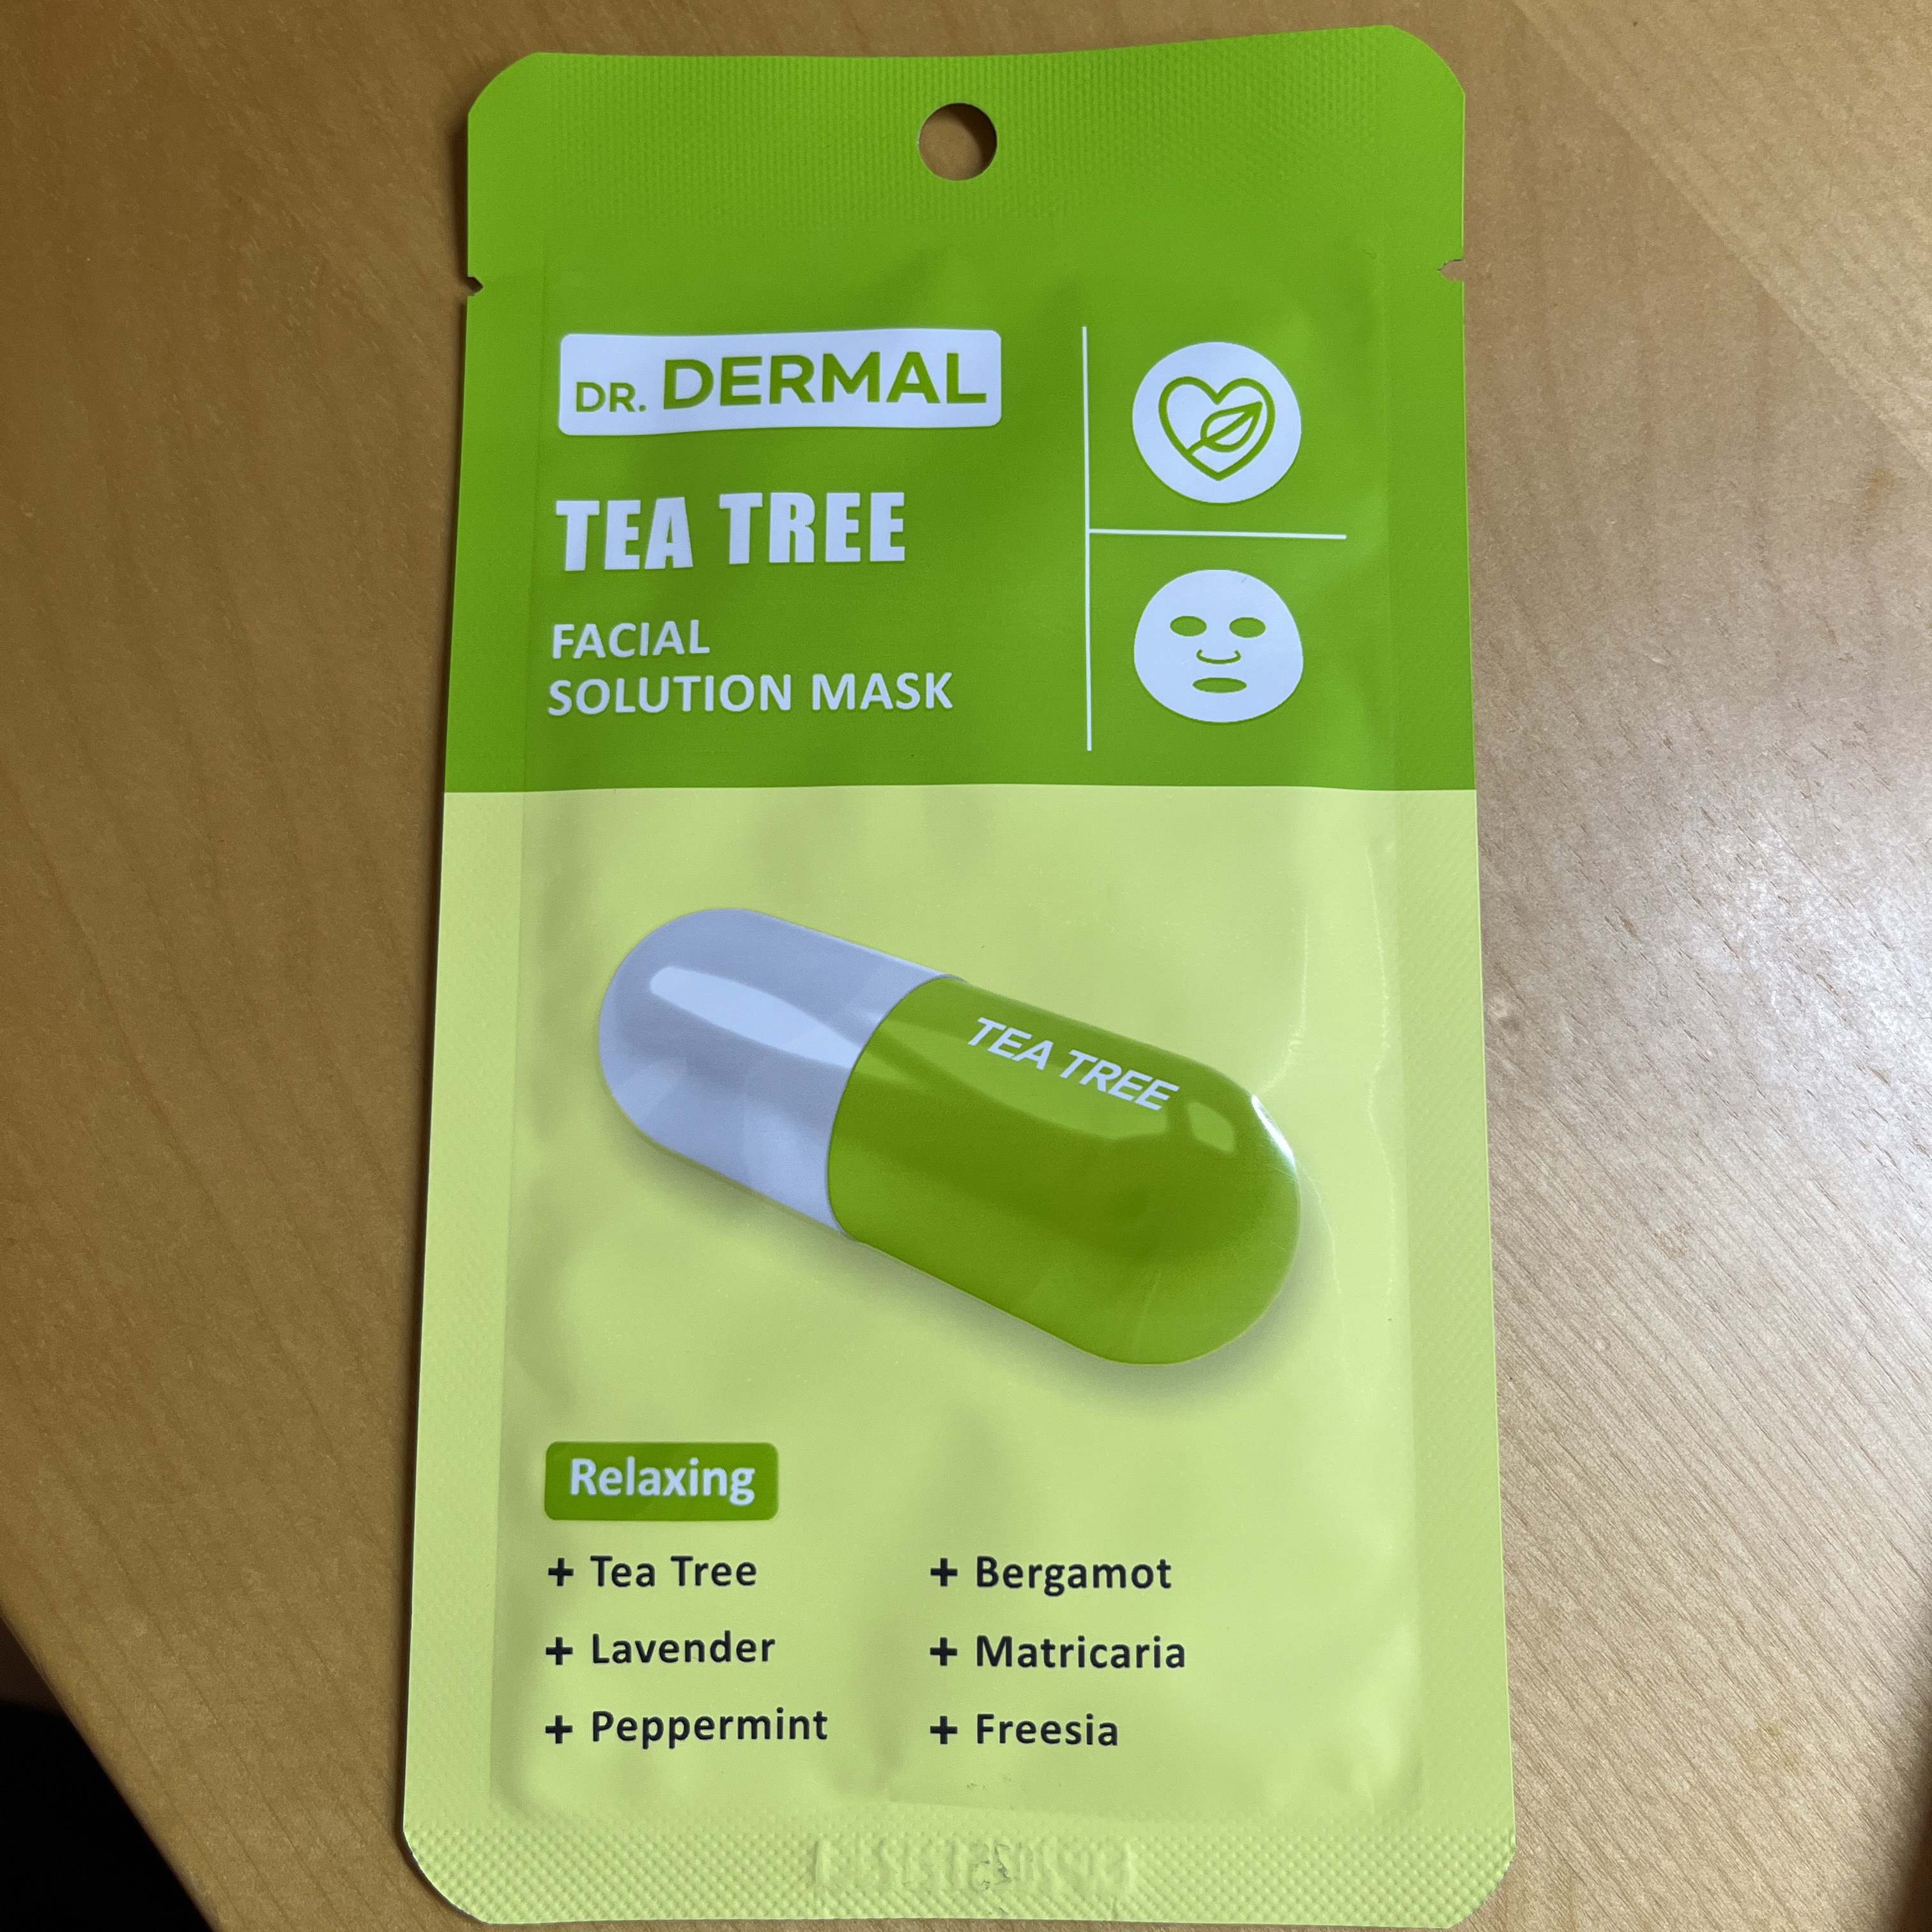 DR. DERMAL
TEA TREE
FACIAL
SOLUTION MASK
TEA TREE
Relaxing
+ Tea Tree
+ Lavender
+ Peppermint
+ Bergamot
+ Matricaria
+ Freesia